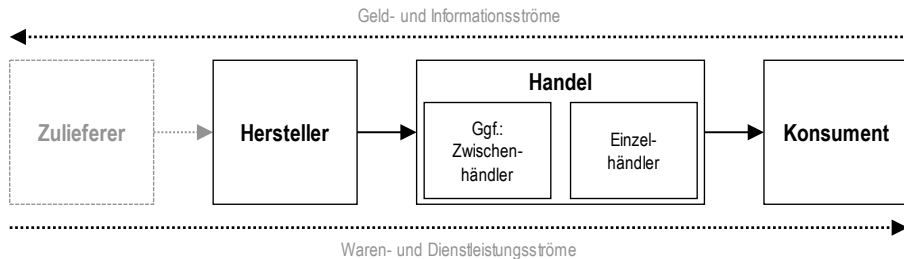 Geld- und Informationsströme
Zulieferer
Hersteller
Handel
Ggf.:
Zwischen-
händler
Einzel-
händler
Konsument
Waren- und Dienstleistungsströme